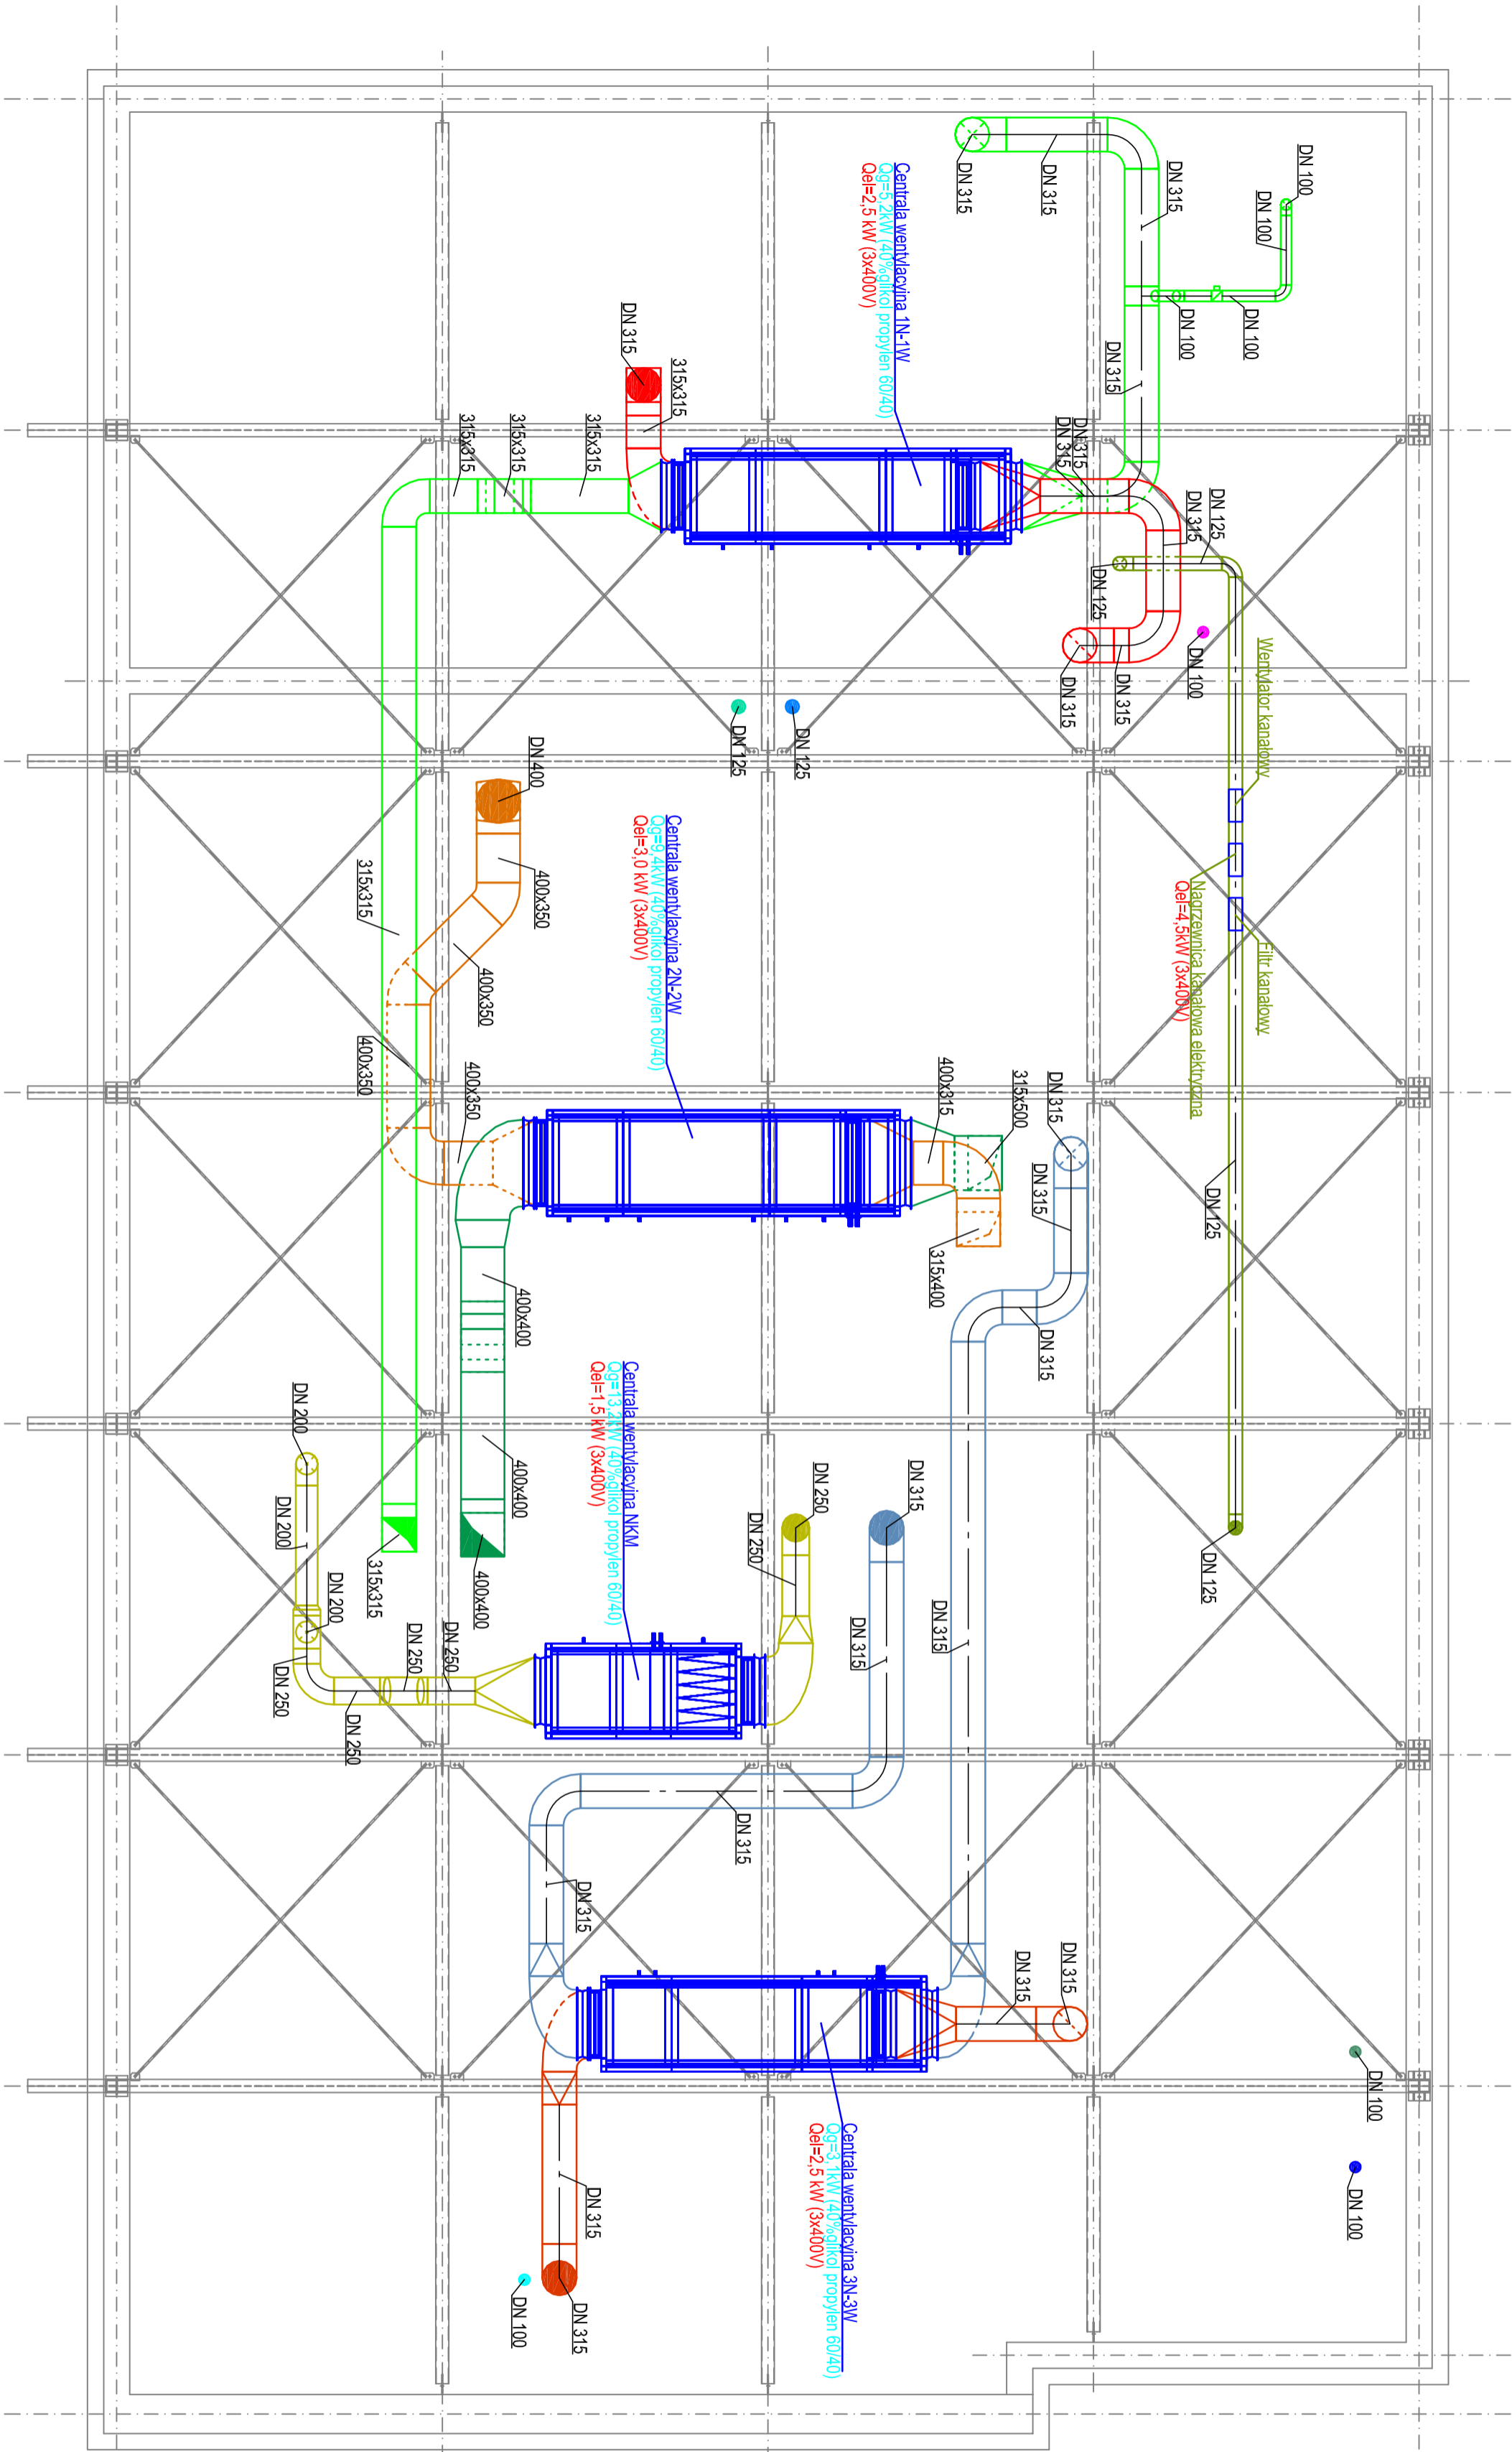 DN 100
DN 100
DN 315
DN 315
DN 315
DN 100
DN 100
DN 315
Centrala wentylacyjna 1N-1W
Qg=5,2kW (40%glikol propylen 60/40)
Qel=2,5 kW (3x400V)
DN 315
315x315
315x315
315x315
315x315
DN 315
DN 315
DN 315
DN 125
DN 125
DN 315
DN 315
DN 100
Wentylator kanałowy
DN 125
DN 125
DN 400
400x350
315x315
400x350
400x350
400x350
Centrala wentylacyjna 2N-2W
Qg=9,4kW (40%glikol propylen 60/40)
Qel=3,0 kW (3x400V)
Nagrzewnica kanałowa elektryczna
Qel=4,5kW (3x400V)
Filtr kanałowy
400x315
315x500
DN 315
DN 315
315x400
DN 315
DN 125
400x400
400x400
400x400
315x315
Centrala wentylacyjna NKM
Qg=13,2kW (40%glikol propylen 60/40)
Qel=1,5 kW (3x400V)
DN 200
DN 200
DN 200
DN 250
DN 250
DN 250
DN 250
DN 250
DN 250
DN 315
DN 315
DN 315
DN 125
DN 315
DN 315
DN 315
DN 315
DN 100
DN 100
Centrala wentylacyjna 3N-3W
Qg=3,1kW (40%glikol propylen 60/40)
Qel=2,5 kW (3x400V)
DN 315
DN 315
DN 100